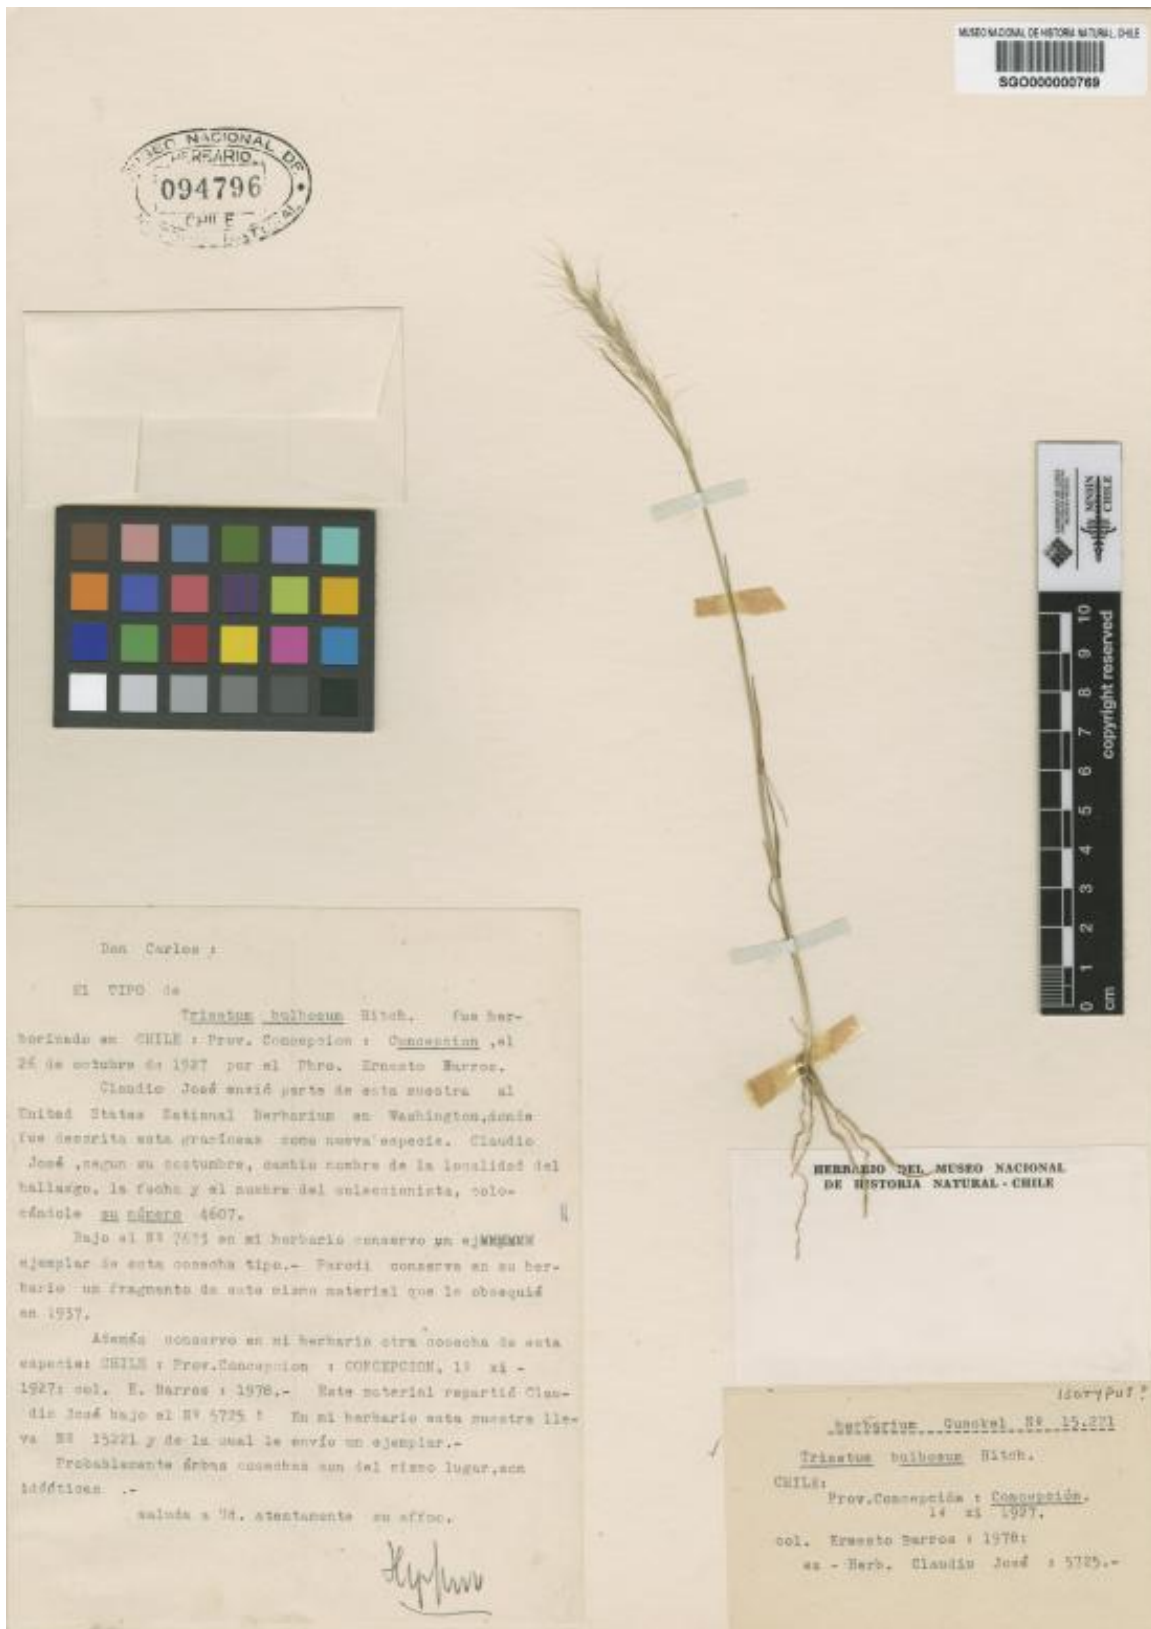 MUSEO NACIONAL DE HISTORIA NATURAL, CHILE
SGO000000769
MUSEO NACIONAL DE
HERBARIO
094796
CHILE
HISTORIA NATURAL
MNHN
CHILE
10
9
8
7
6
5
4
3
2
1
0
cm
copyright reserved
Don Carlos :
El TIPO de
Trisetum bulbosum Hitch. fue her-
borizado en CHILE : Prov. Concepcion : Concepcion ,el
26 de octubre de 1927 por el Pbro. Ernesto Barros.
Claudio José envió parte de esta muestra al
United States National Herbarium en Washington,donde
fue descrita esta gramínea como nueva especie. Claudio
José ,segun su costumbre, cambio nombre de la localidad del
hallazgo, la fecha y el nombre del coleccionista, colo-
cándole su número 4607.
Bajo el Nº en mi herbario conservo un
ejemplar de esta cosecha tipo.- Parodi conserva en su her-
bario un fragmento de este mismo material que le obsequié
en 1937.
Además conservo en mi herbario otra cosecha de esta
especie: CHILE : Prov.Concepcion : CONCEPCION, 1º xi -
1927: col. E. Barros : 1978.- Este material repartió Clau-
dio José bajo el Nº 5725 ! En mi herbario esta muestra lle-
va Nº 15221 y de la cual le envío un ejemplar.-
Probablemente ámbas cosechas son del mismo lugar,son
idénticas .-
saluda a Ud. atentamente su affmo.
HERBARIO DEL MUSEO NACIONAL
DE HISTORIA NATURAL - CHILE
Isotypus?
herbarium Gunckel Nº 15.221
Trisetum bulbosum Hitch.
CHILE:
Prov.Concepción : Concepción.
1º xi 1927.
col. Ernesto Barros : 1978:
ex - Herb. Claudio José : 5725.-